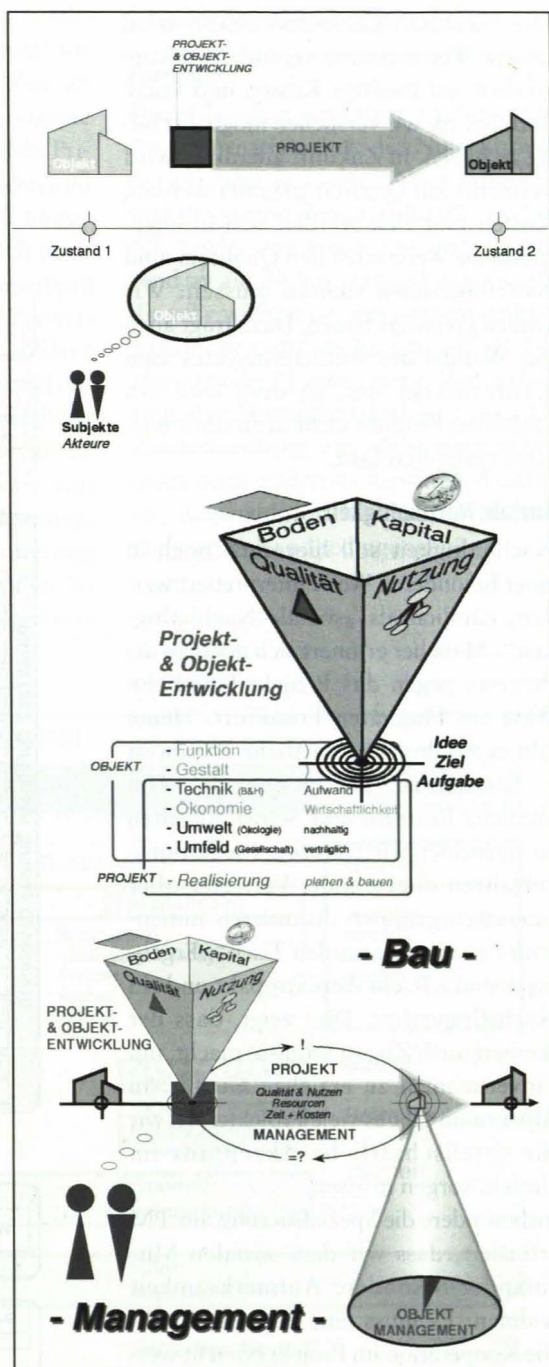 PROJEKT-
& OBJEKT-
ENTWICKLUNG
Objekt
PROJEKT
Objekt
Zustand 1
Zustand 2
Objekt
Subjekte
Akteure
Boden
Kapital
Qualität
Nutzung
Projekt-
& Objekt-
Entwicklung
Idee
Ziel
Aufgabe
OBJEKT
- Funktion
- Gestalt
- Technik (B&H) Aufwand
- Ökonomie Wirtschaftlichkeit
- Umwelt (Ökologie) nachhaltig
- Umfeld (Gesellschaft) verträglich
PROJEKT - Realisierung planen & bauen
- Bau -
Boden
Kapital
Qualität
Nutzung
PROJEKT-
& OBJEKT-
ENTWICKLUNG
!
PROJEKT
Qualität & Nutzen
Resourcen
Zeit + Kosten
MANAGEMENT
=?
- Management -
OBJEKT
MANAGEMENT